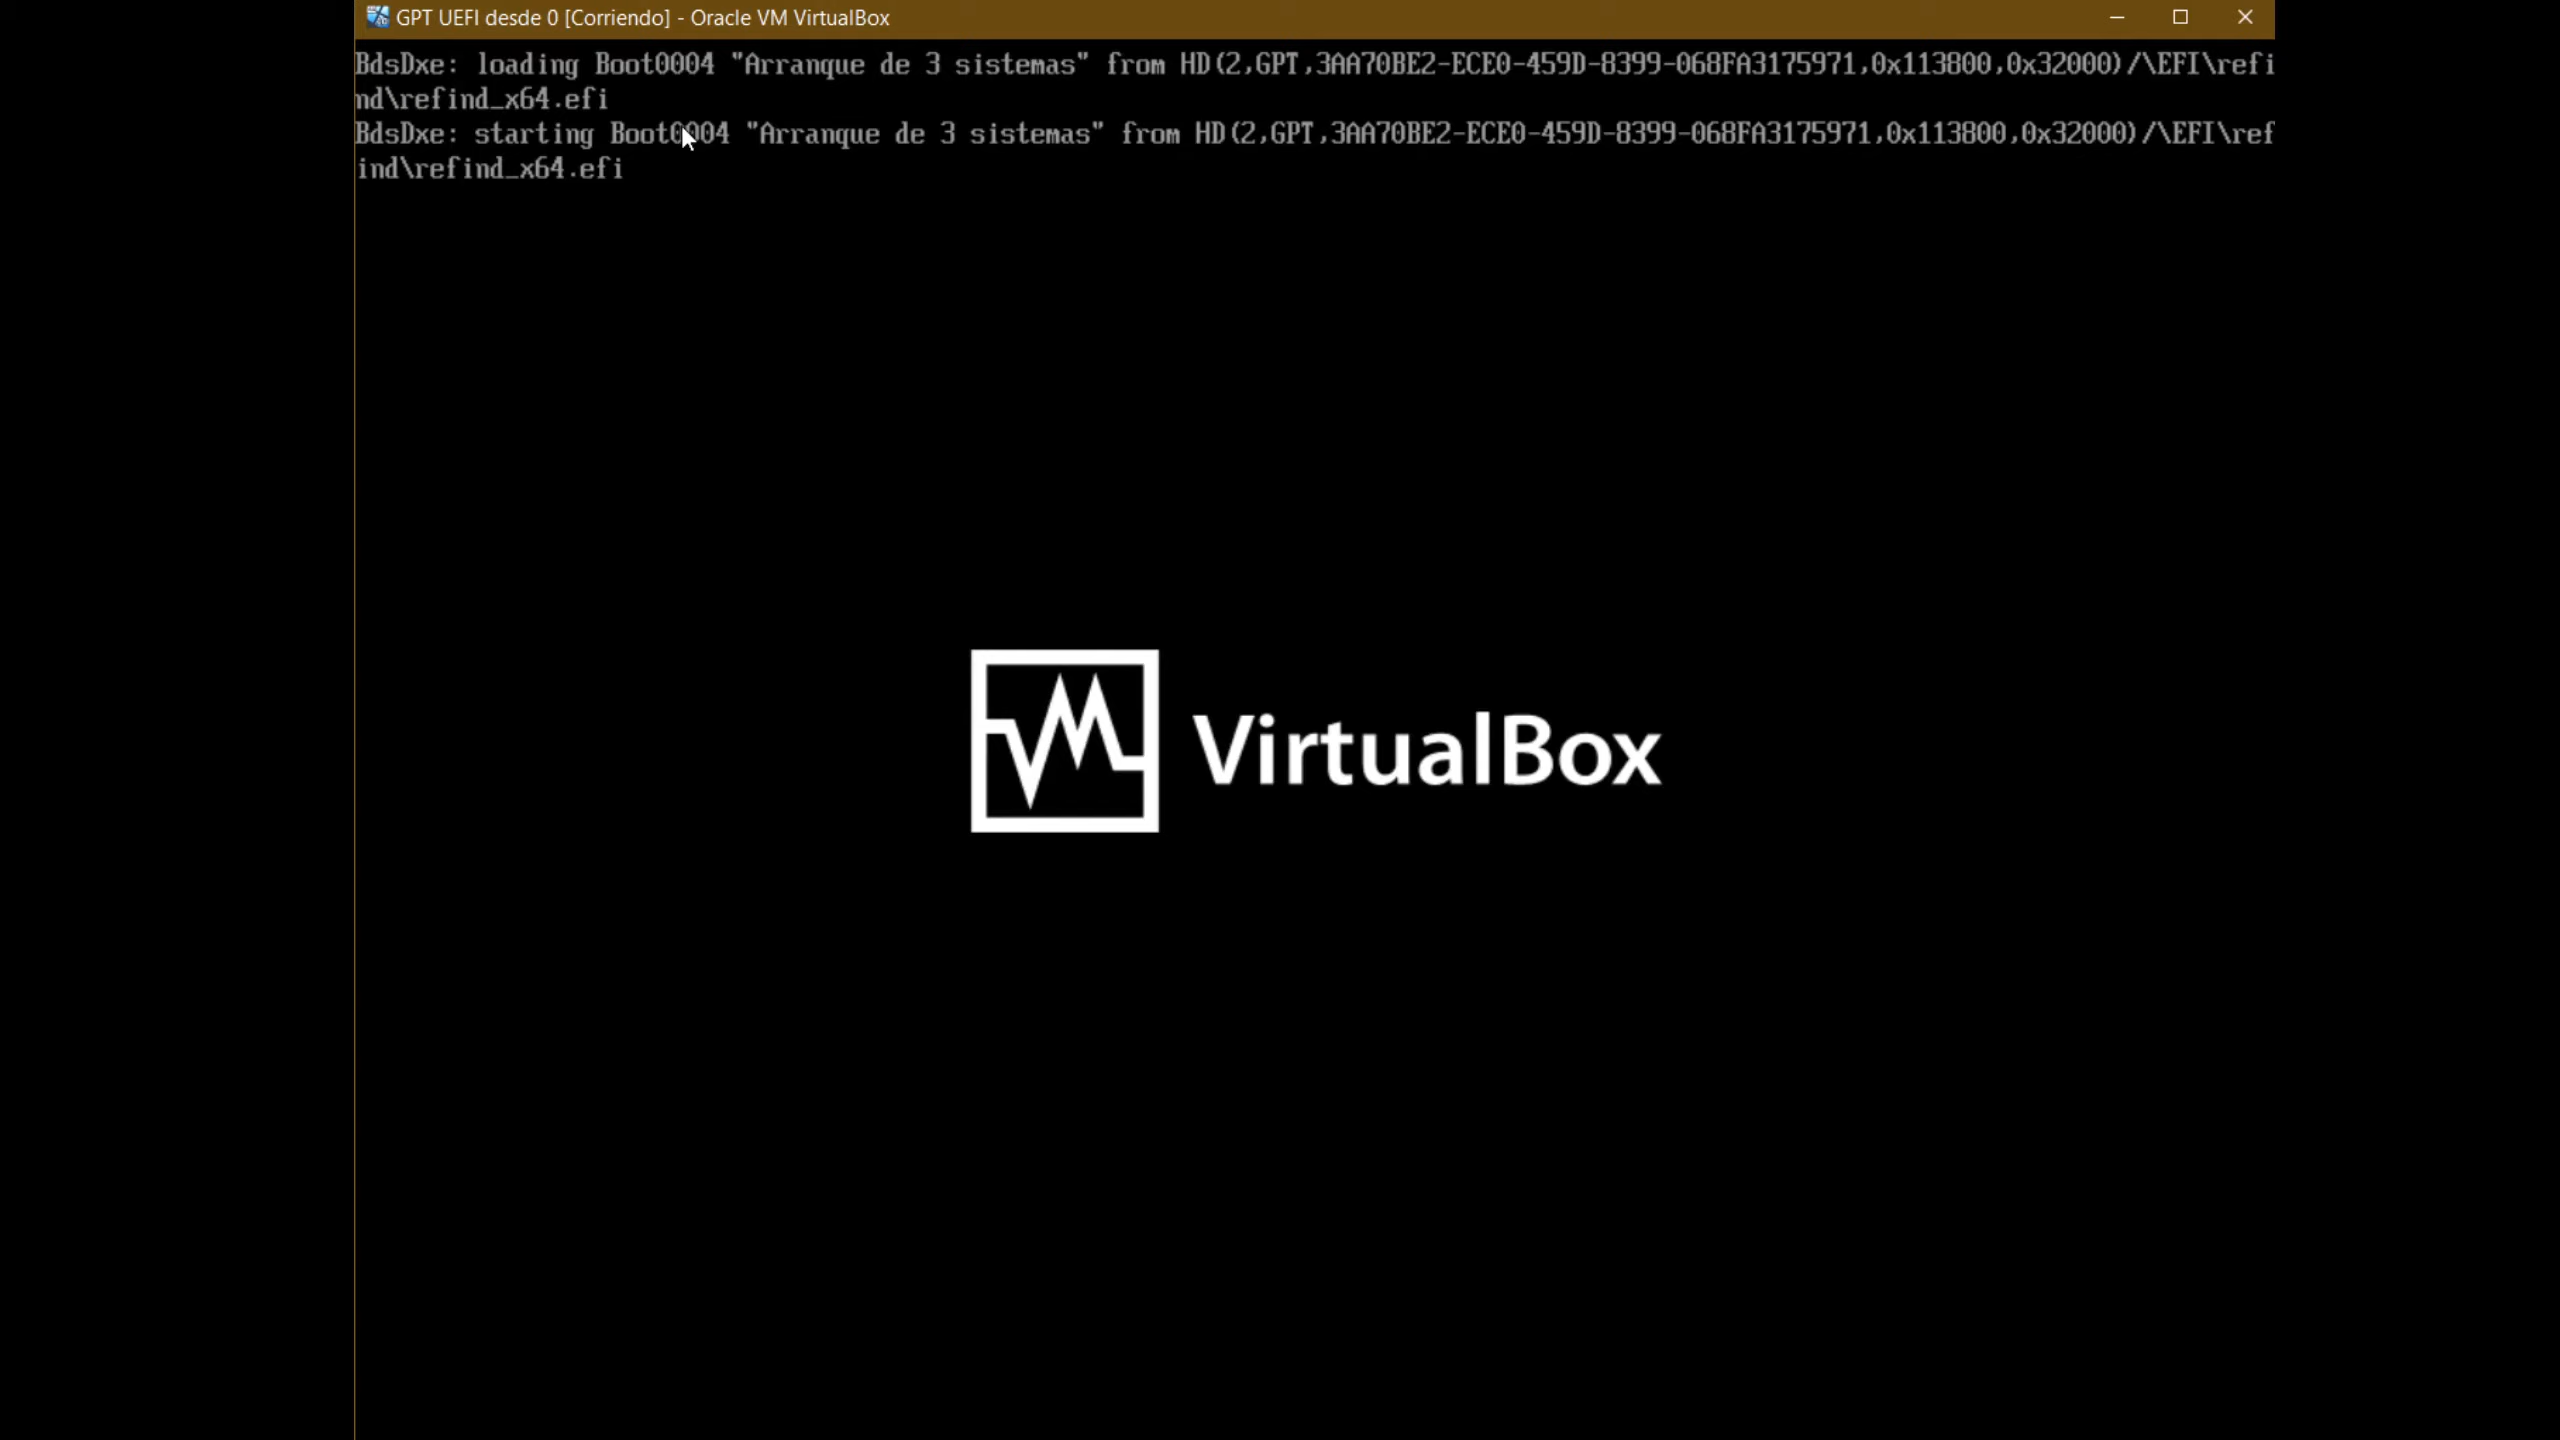 GPT UEFI desde 0 [Corriendo] - Oracle VM VirtualBox
BdsDxe: loading Boot0004 "Arranque de 3 sistemas" from HD(2,GPT,3AA70BE2-ECE0-459D-8399-068FA3175971,0x113800,0x32000)/\EFI\refi
nd\refind_x64.efi
BdsDxe: starting Boot0004 "Arranque de 3 sistemas" from HD(2,GPT,3AA70BE2-ECE0-459D-8399-068FA3175971,0x113800,0x32000)/\EFI\ref
ind\refind_x64.efi
VirtualBox